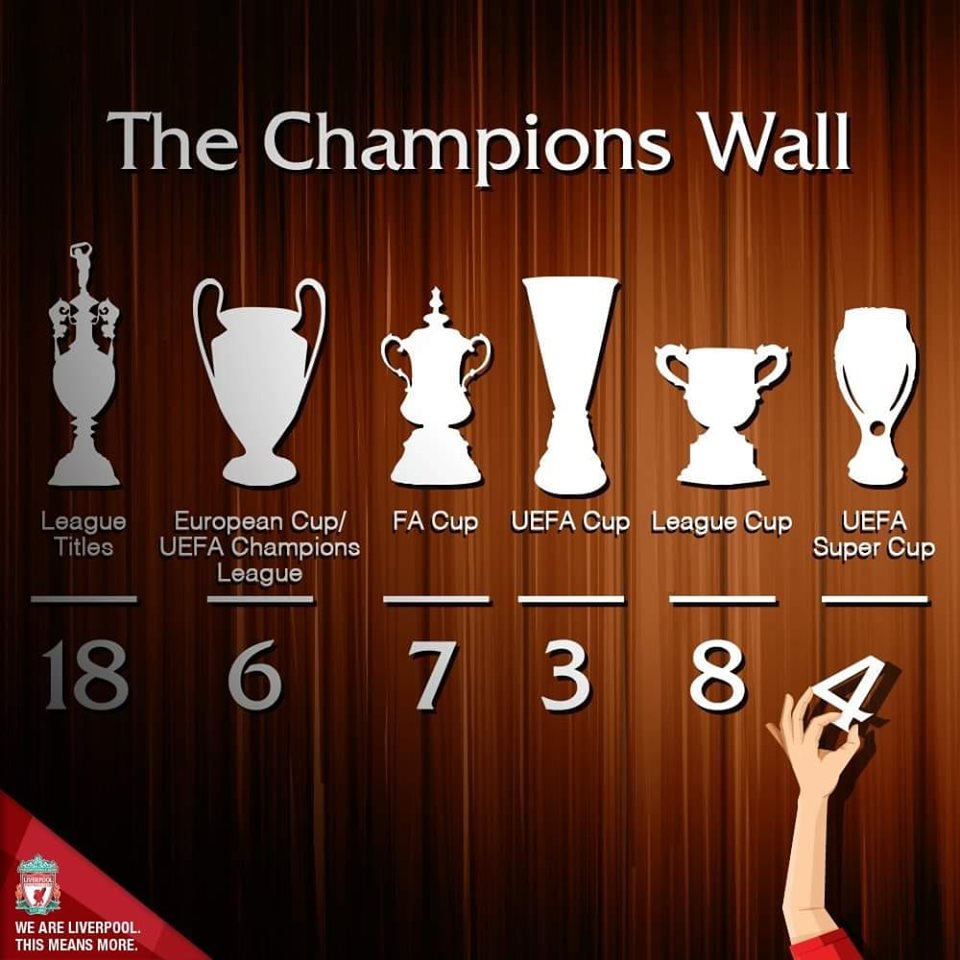 The Champions Wall
League
Titles
European Cup/
UEFA Champions
League
FA Cup
UEFA Cup
League Cup
UEFA
Super Cup
18
6
7
3
8
4
LIVERPOOL
WE ARE LIVERPOOL.
THIS MEANS MORE.